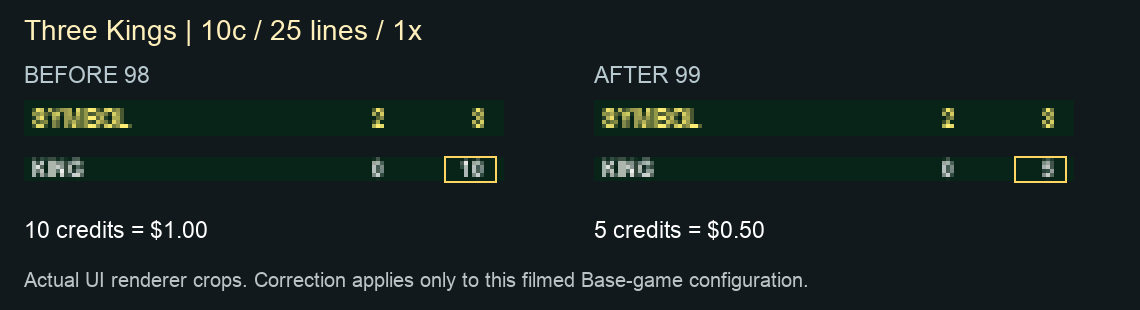 Three Kings | 10c / 25 lines / 1x
BEFORE 98
SYMBOL 2 3
KING 0 10
10 credits = $1.00
AFTER 99
SYMBOL 2 3
KING 0 5
5 credits = $0.50
Actual UI renderer crops. Correction applies only to this filmed Base-game configuration.